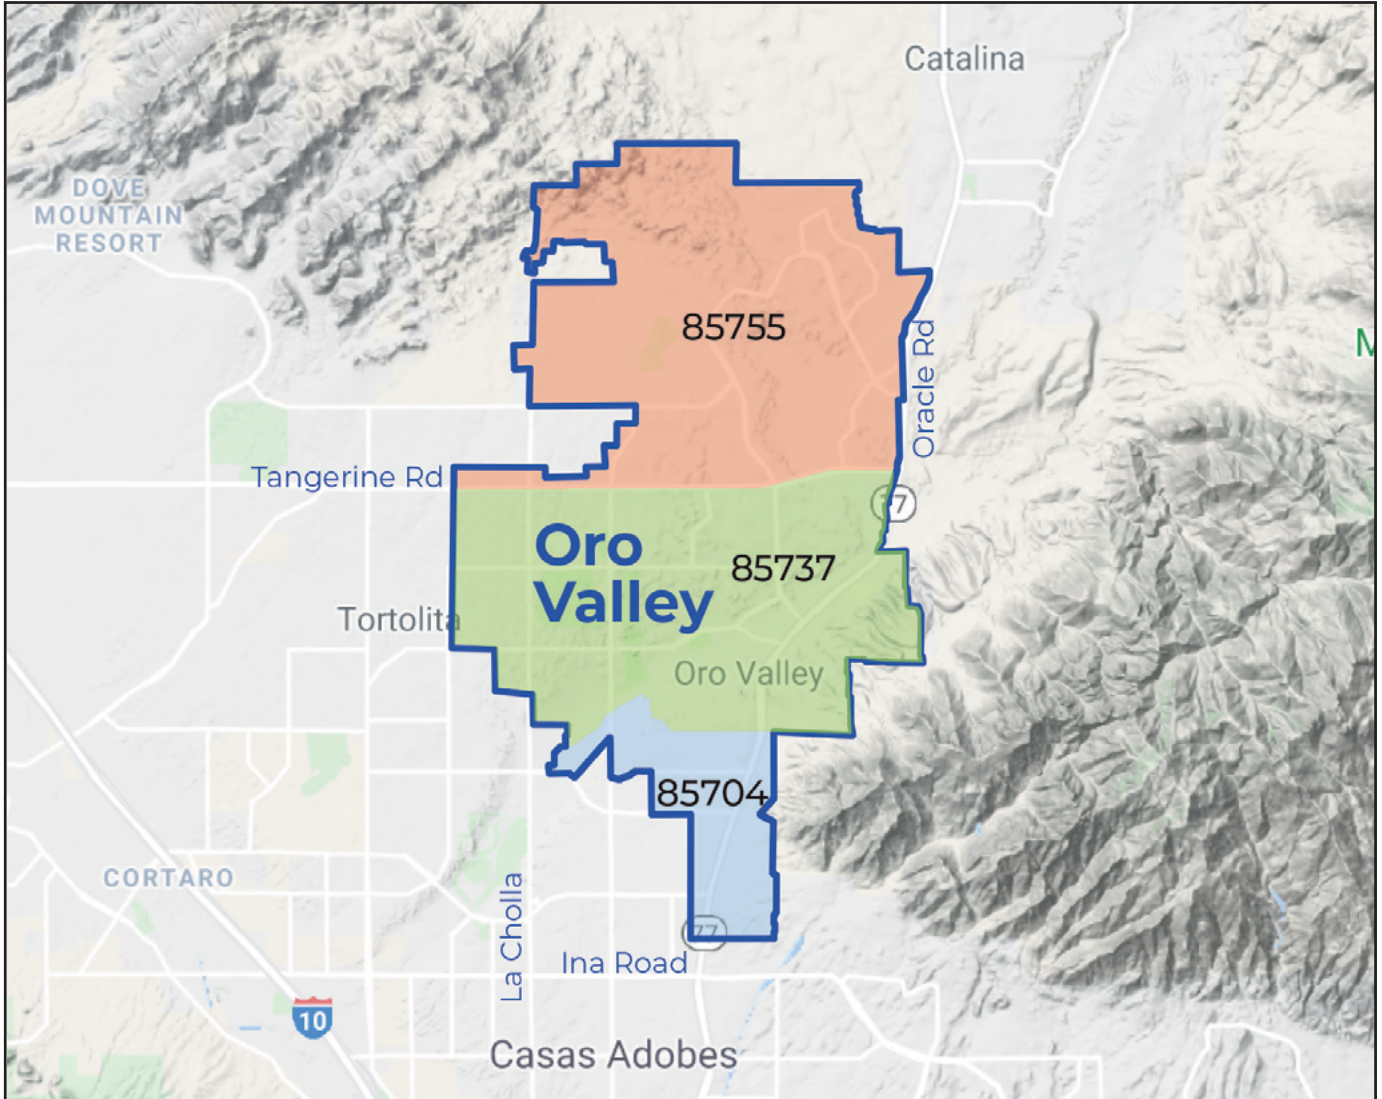 Catalina
DOVE
MOUNTAIN
RESORT
85755
M
Oracle Rd
Tangerine Rd
77
Oro
Valley
85737
Tortolita
Oro Valley
85704
CORTARO
La Cholla
77
Ina Road
10
Casas Adobes